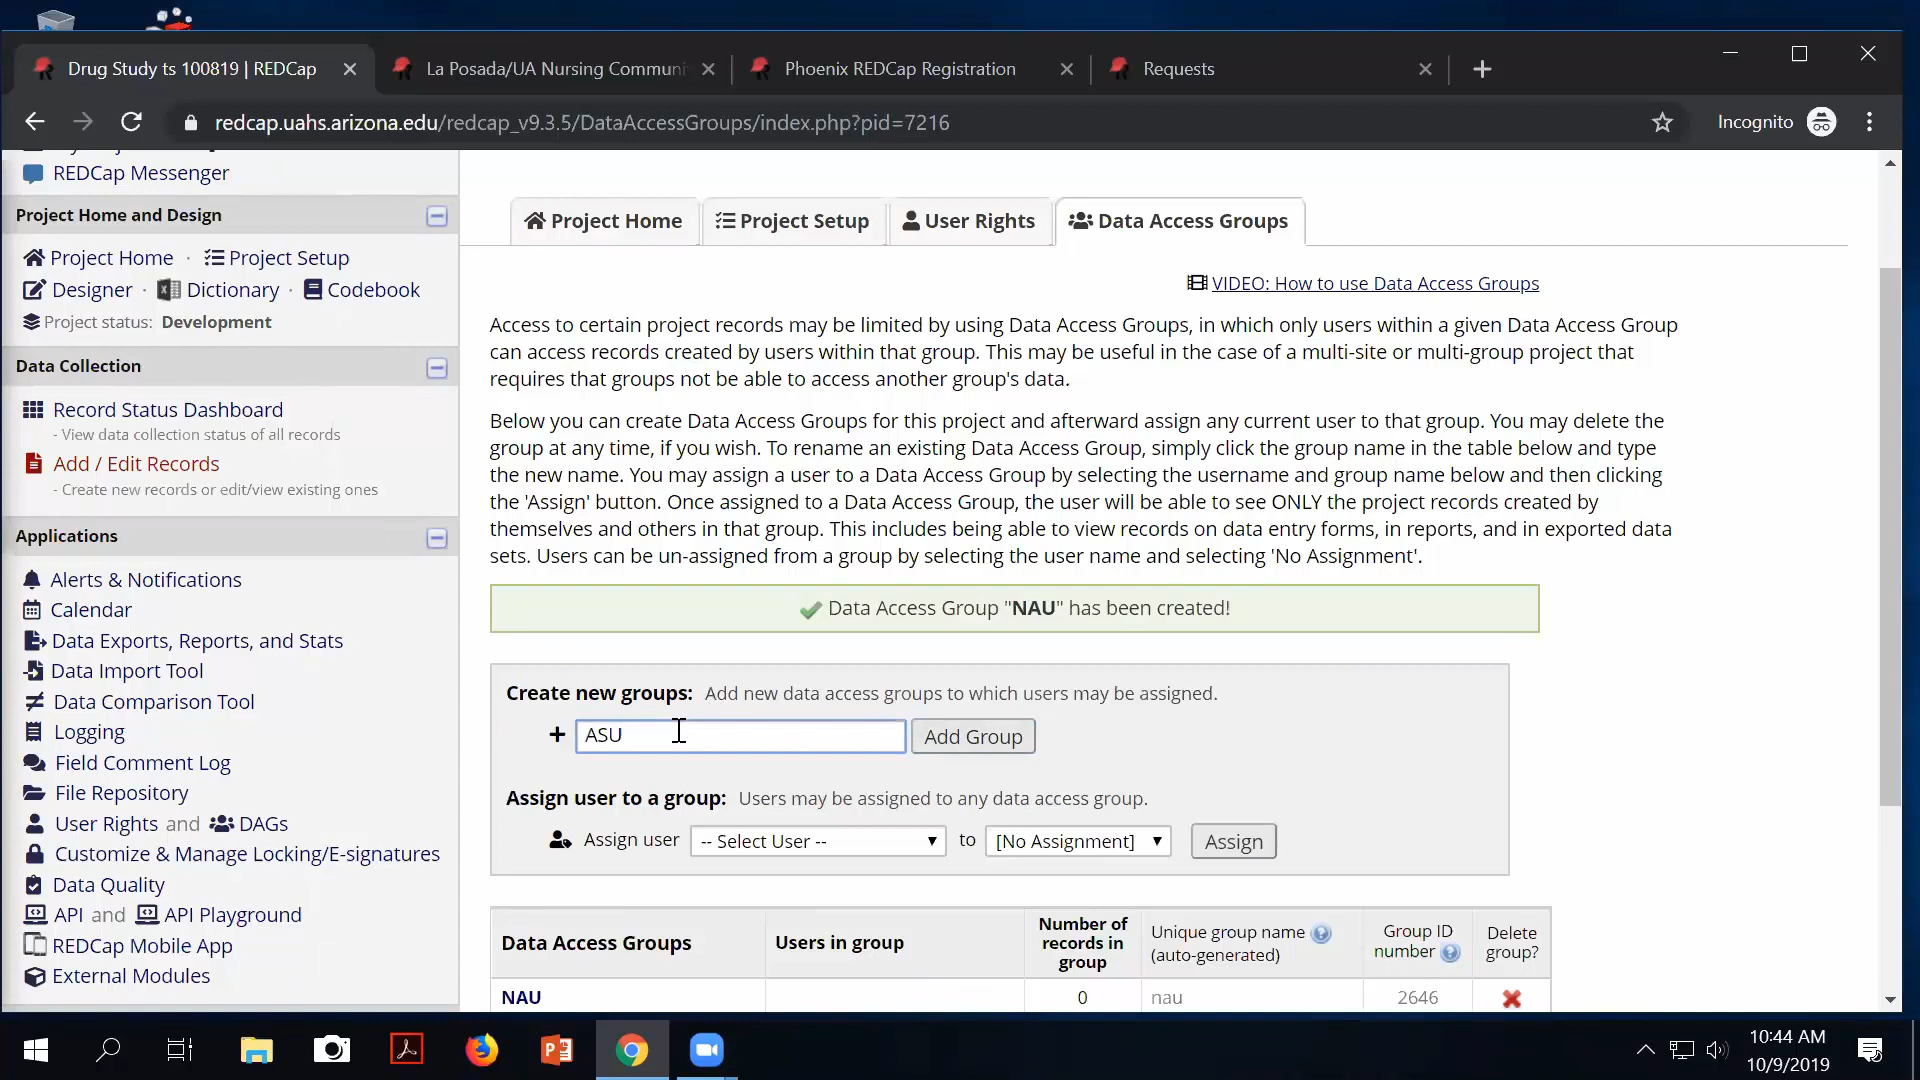 Drug Study ts 100819 | REDCap
La Posada/UA Nursing Communi
Phoenix REDCap Registration
Requests
redcap.uahs.arizona.edu/redcap_v9.3.5/DataAccessGroups/index.php?pid=7216
Incognito
REDCap Messenger
Project Home and Design
Project Home · Project Setup
Designer · Dictionary · Codebook
Project status: Development
Data Collection
Record Status Dashboard
- View data collection status of all records
Add / Edit Records
- Create new records or edit/view existing ones
Applications
Alerts & Notifications
Calendar
Data Exports, Reports, and Stats
Data Import Tool
Data Comparison Tool
Logging
Field Comment Log
File Repository
User Rights and DAGs
Customize & Manage Locking/E-signatures
Data Quality
API and API Playground
REDCap Mobile App
External Modules
Project Home
Project Setup
User Rights
Data Access Groups
VIDEO: How to use Data Access Groups
Access to certain project records may be limited by using Data Access Groups, in which only users within a given Data Access Group
can access records created by users within that group. This may be useful in the case of a multi-site or multi-group project that
requires that groups not be able to access another group's data.
Below you can create Data Access Groups for this project and afterward assign any current user to that group. You may delete the
group at any time, if you wish. To rename an existing Data Access Group, simply click the group name in the table below and type
the new name. You may assign a user to a Data Access Group by selecting the username and group name below and then clicking
the 'Assign' button. Once assigned to a Data Access Group, the user will be able to see ONLY the project records created by
themselves and others in that group. This includes being able to view records on data entry forms, in reports, and in exported data
sets. Users can be un-assigned from a group by selecting the user name and selecting 'No Assignment'.
Data Access Group "NAU" has been created!
Create new groups: Add new data access groups to which users may be assigned.
ASU
Add Group
Assign user to a group: Users may be assigned to any data access group.
Assign user -- Select User -- to [No Assignment] Assign
Data Access Groups
Users in group
Number of
records in
group
Unique group name
(auto-generated)
Group ID
number
Delete
group?
NAU 0 nau 2646
10:44 AM
10/9/2019